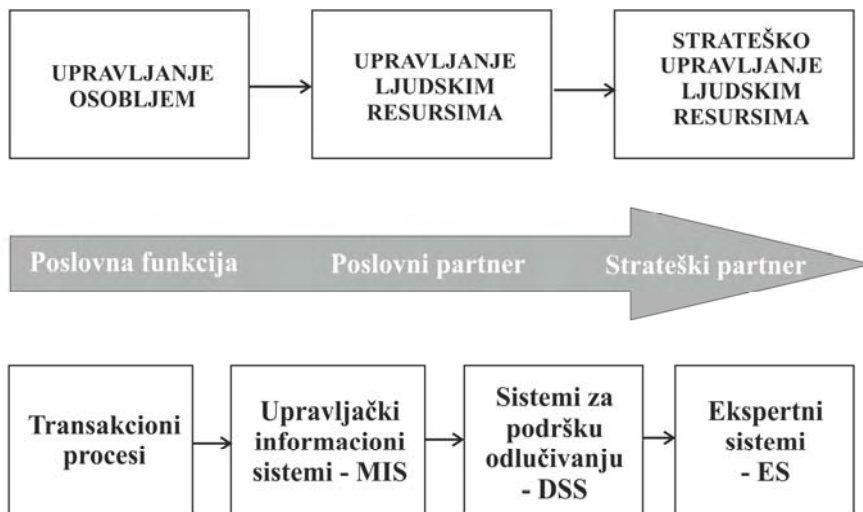 UPRAVLJANJE
OSOBLJEM
UPRAVLJANJE
LJUDSKIM
RESURSIMA
STRATEŠKO
UPRAVLJANJE
LJUDSKIM
RESURSIMA
Poslovna funkcija
Poslovni partner
Strateški partner
Transakcioni
procesi
Upravljački
informacioni
sistemi - MIS
Sistemi za
podršku
odlučivanju
- DSS
Ekspertni
sistemi
- ES